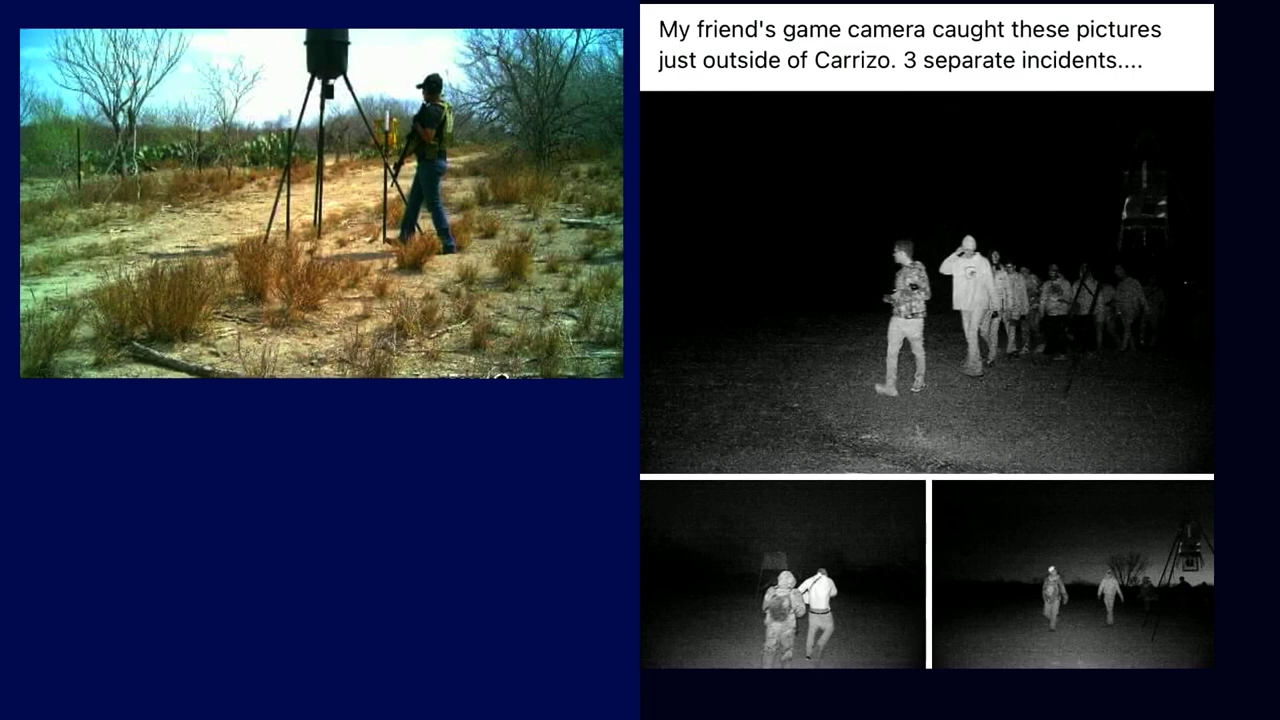 My friend's game camera caught these pictures
just outside of Carrizo. 3 separate incidents....